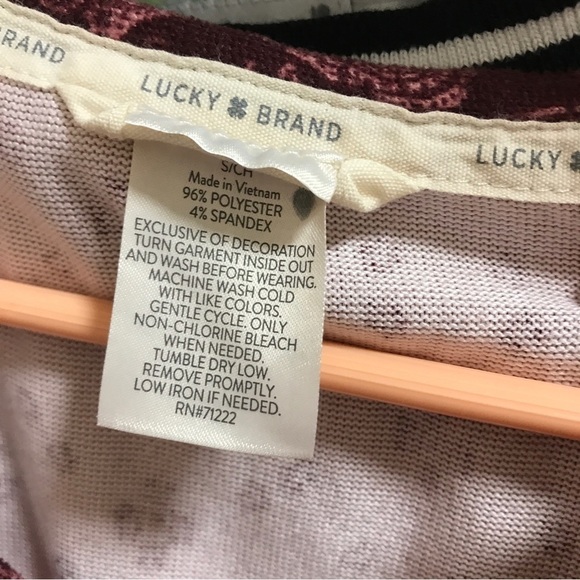 RAND
LUCKY BRAND
LUCKY
S/CH
Made in Vietnam
96% POLYESTER
4% SPANDEX
EXCLUSIVE OF DECORATION
TURN GARMENT INSIDE OUT
AND WASH BEFORE WEARING.
MACHINE WASH COLD
WITH LIKE COLORS.
GENTLE CYCLE. ONLY
NON-CHLORINE BLEACH
WHEN NEEDED.
TUMBLE DRY LOW.
REMOVE PROMPTLY.
LOW IRON IF NEEDED.
RN#71222